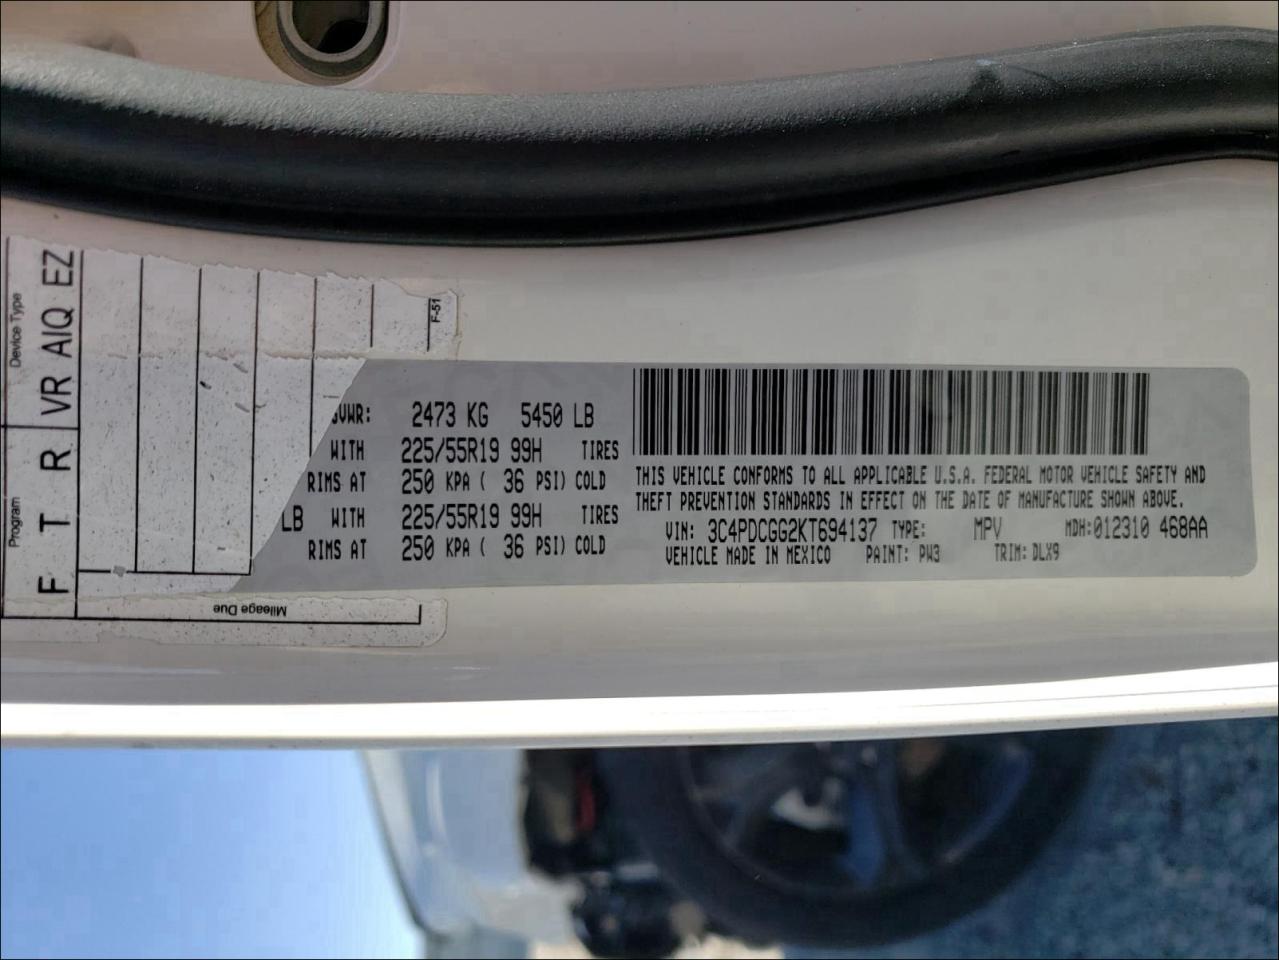 Device Type
VR AIQ EZ
Program
F T R
F-51
Mileage Due
GVWR: 2473 KG 5450 LB
WITH 225/55R19 99H TIRES
RIMS AT 250 KPA ( 36 PSI) COLD
LB WITH 225/55R19 99H TIRES
RIMS AT 250 KPA ( 36 PSI) COLD
THIS VEHICLE CONFORMS TO ALL APPLICABLE U.S.A. FEDERAL MOTOR VEHICLE SAFETY AND
THEFT PREVENTION STANDARDS IN EFFECT ON THE DATE OF MANUFACTURE SHOWN ABOVE.
VIN: 3C4PDCGG2KT694137 TYPE: MPV MDH:012310 468AA
VEHICLE MADE IN MEXICO PAINT: PW3 TRIM: DLX9